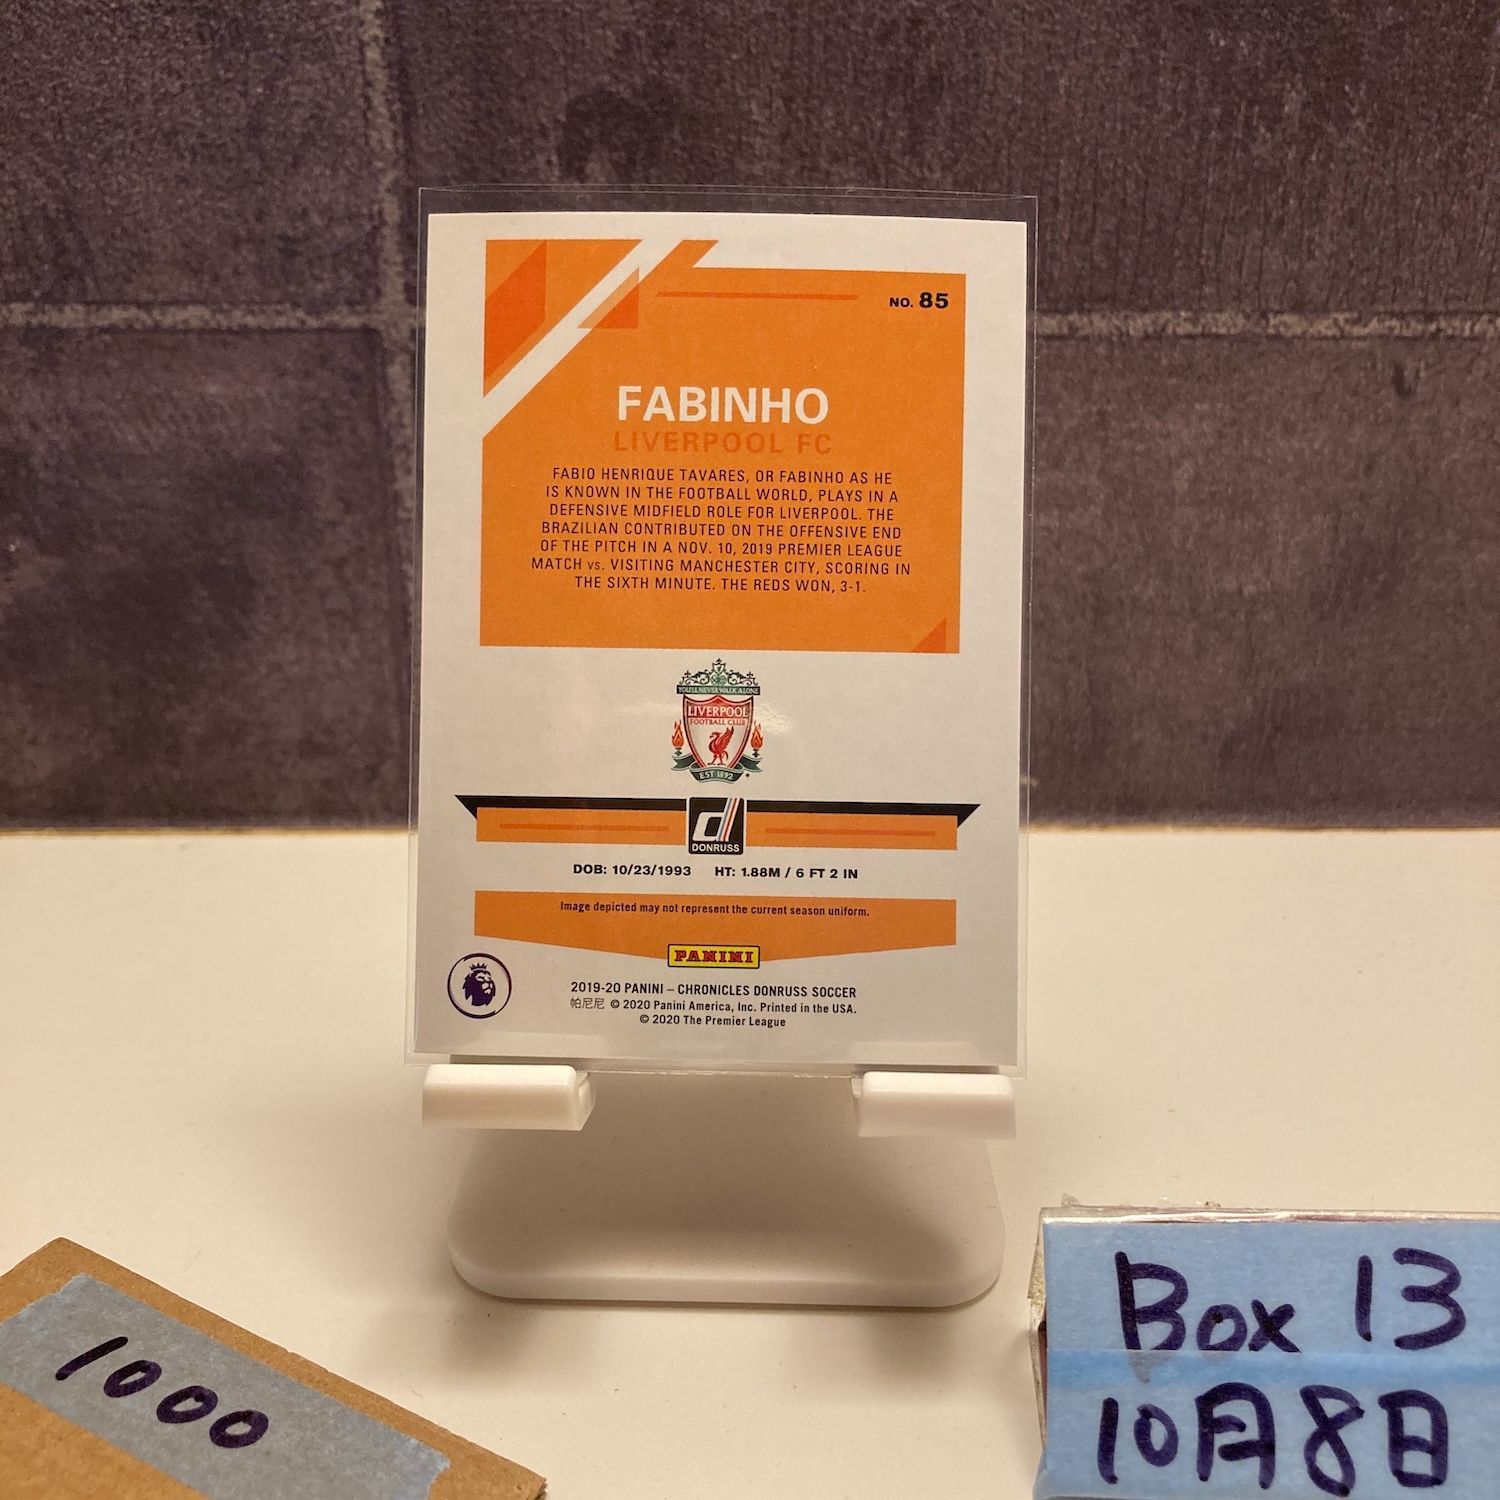 NO. 85
FABINHO
LIVERPOOL FC
FABIO HENRIQUE TAVARES, OR FABINHO AS HE
IS KNOWN IN THE FOOTBALL WORLD, PLAYS IN A
DEFENSIVE MIDFIELD ROLE FOR LIVERPOOL. THE
BRAZILIAN CONTRIBUTED ON THE OFFENSIVE END
OF THE PITCH IN A NOV. 10, 2019 PREMIER LEAGUE
MATCH vs. VISITING MANCHESTER CITY, SCORING IN
THE SIXTH MINUTE. THE REDS WON, 3-1.
YOU'LL NEVER WALK ALONE
LIVERPOOL
FOOTBALL CLUB
EST 1892
DONRUSS
DOB: 10/23/1993 HT: 1.88M / 6 FT 2 IN
Image depicted may not represent the current season uniform.
PANINI
2019-20 PANINI – CHRONICLES DONRUSS SOCCER
帕尼尼 © 2020 Panini America, Inc. Printed in the USA.
© 2020 The Premier League
1000
Box 13
10月8日